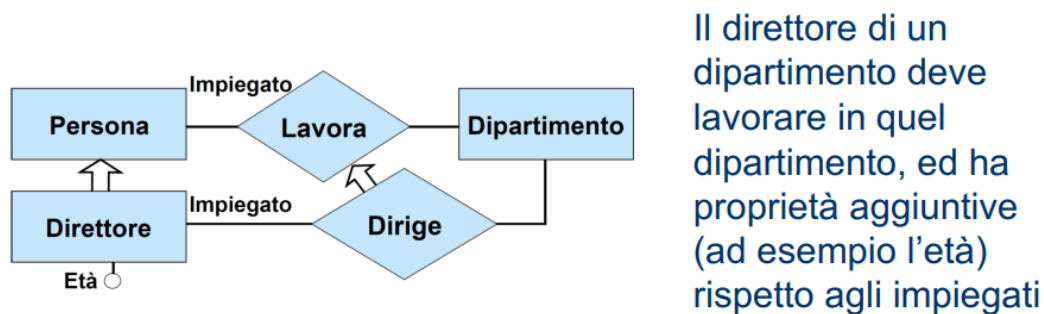 Impiegato
Persona
Lavora
Dipartimento
Impiegato
Direttore
Dirige
Età
Il direttore di un
dipartimento deve
lavorare in quel
dipartimento, ed ha
proprietà aggiuntive
(ad esempio l’età)
rispetto agli impiegati